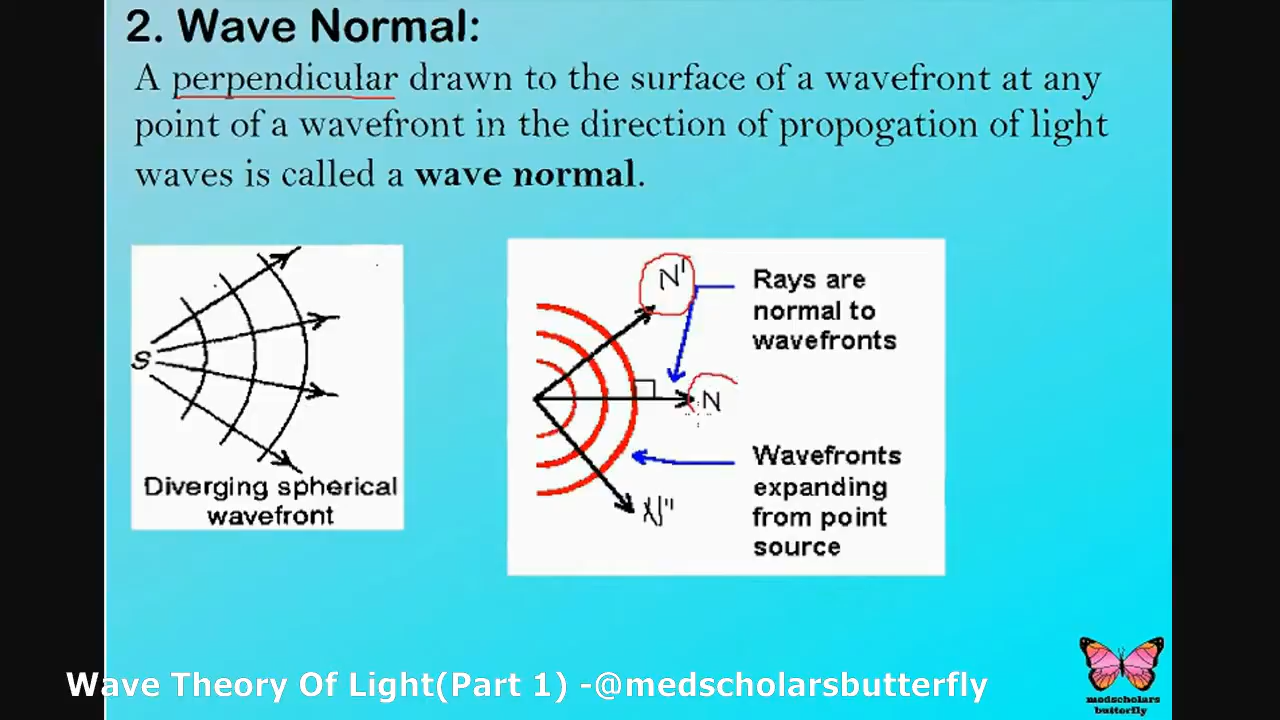 2. Wave Normal:
A perpendicular drawn to the surface of a wavefront at any
point of a wavefront in the direction of propogation of light
waves is called a wave normal.
S
Diverging spherical
wavefront
N'
N
N"
Rays are
normal to
wavefronts
Wavefronts
expanding
from point
source
Wave Theory Of Light(Part 1) -@medscholarsbutterfly
medscholars
butterfly